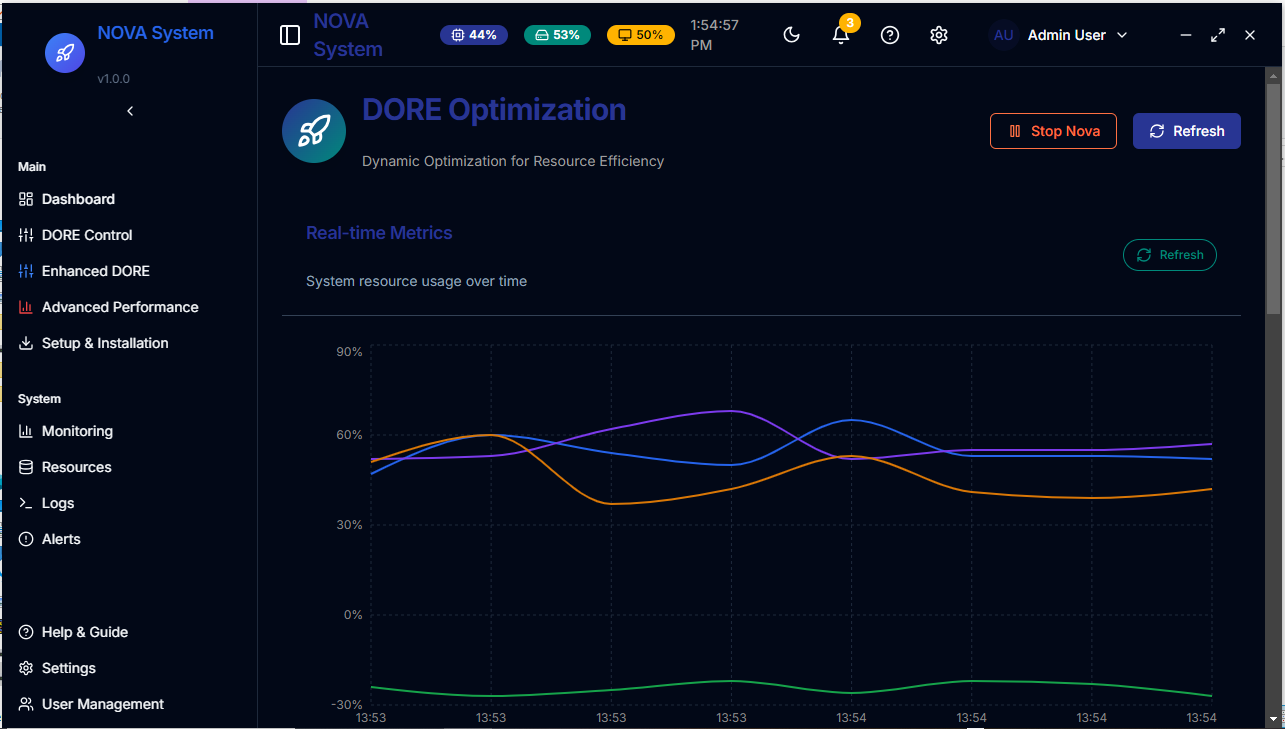 NOVA System
v1.0.0
Main
Dashboard
DORE Control
Enhanced DORE
Advanced Performance
Setup & Installation
System
Monitoring
Resources
Logs
Alerts
Help & Guide
Settings
User Management
NOVA
System
44%
53%
50%
1:54:57
PM
3
AU
Admin User
DORE Optimization
Dynamic Optimization for Resource Efficiency
Stop Nova
Refresh
Real-time Metrics
System resource usage over time
Refresh
90%
60%
30%
0%
-30%
13:53 13:53 13:53 13:53 13:54 13:54 13:54 13:54